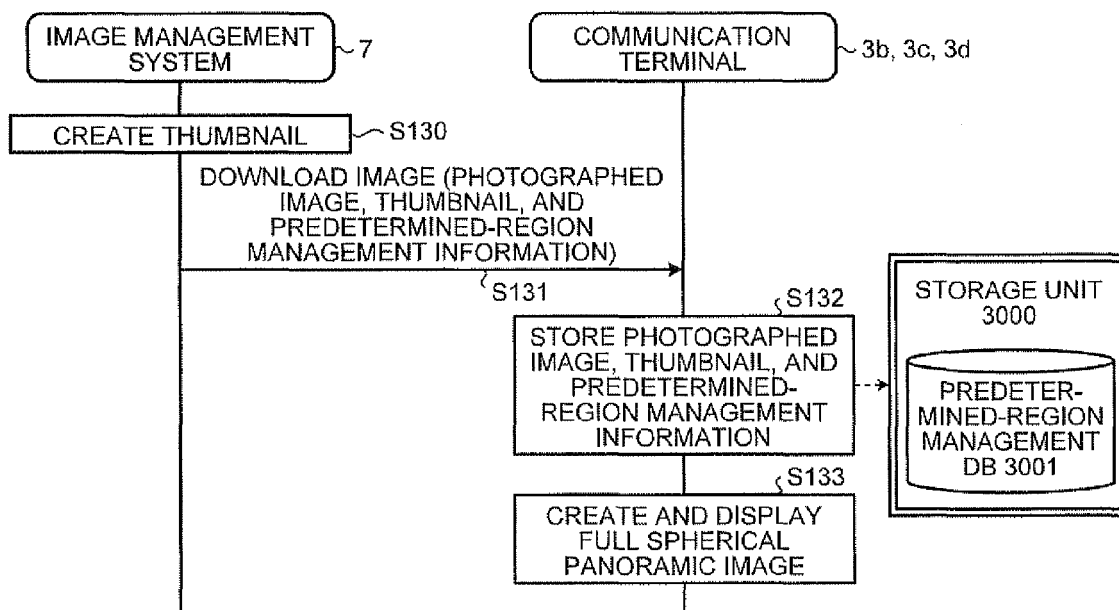 IMAGE MANAGEMENT
SYSTEM
7
COMMUNICATION
TERMINAL
3b, 3c, 3d
CREATE THUMBNAIL
S130
DOWNLOAD IMAGE (PHOTOGRAPHED
IMAGE, THUMBNAIL, AND
PREDETERMINED-REGION
MANAGEMENT INFORMATION)
S131
S132
STORE PHOTOGRAPHED
IMAGE, THUMBNAIL, AND
PREDETERMINED-
REGION MANAGEMENT
INFORMATION
STORAGE UNIT
3000
PREDETER-
MINED-REGION
MANAGEMENT
DB 3001
S133
CREATE AND DISPLAY
FULL SPHERICAL
PANORAMIC IMAGE